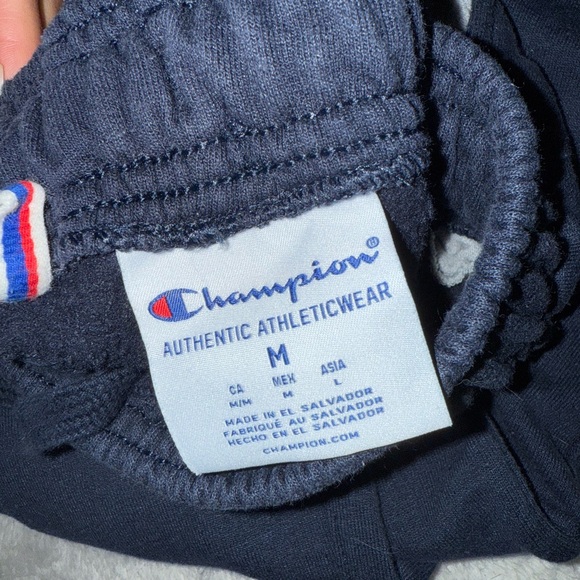 Champion®
AUTHENTIC ATHLETICWEAR
M
CA MEX ASIA
M/M M L
MADE IN EL SALVADOR
FABRIQUÉ AU SALVADOR
HECHO EN EL SALVADOR
CHAMPION.COM